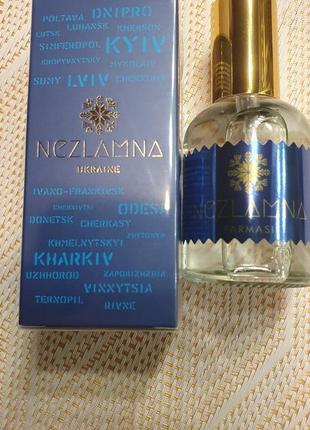 POLTAVA DNIPRO
LUTSK LUHANSK KHERSON
SIMFEROPOL KYIV
KROPYVNYTSKY MYKOLAIV
SUMY LVIV CHERNIHIV
NEZLAMNA
UKRAINE
IVANO-FRANKIVSK
CHERNIVTSI ODESA
DONETSK CHERKASY
ZHYTOMYR
KHMELNYTSKYI
KHARKIV
UZHHOROD ZAPORIZHZHIA
VINNYTSIA
TERNOPIL RIVNE
NEZLAMNA
FARMASI